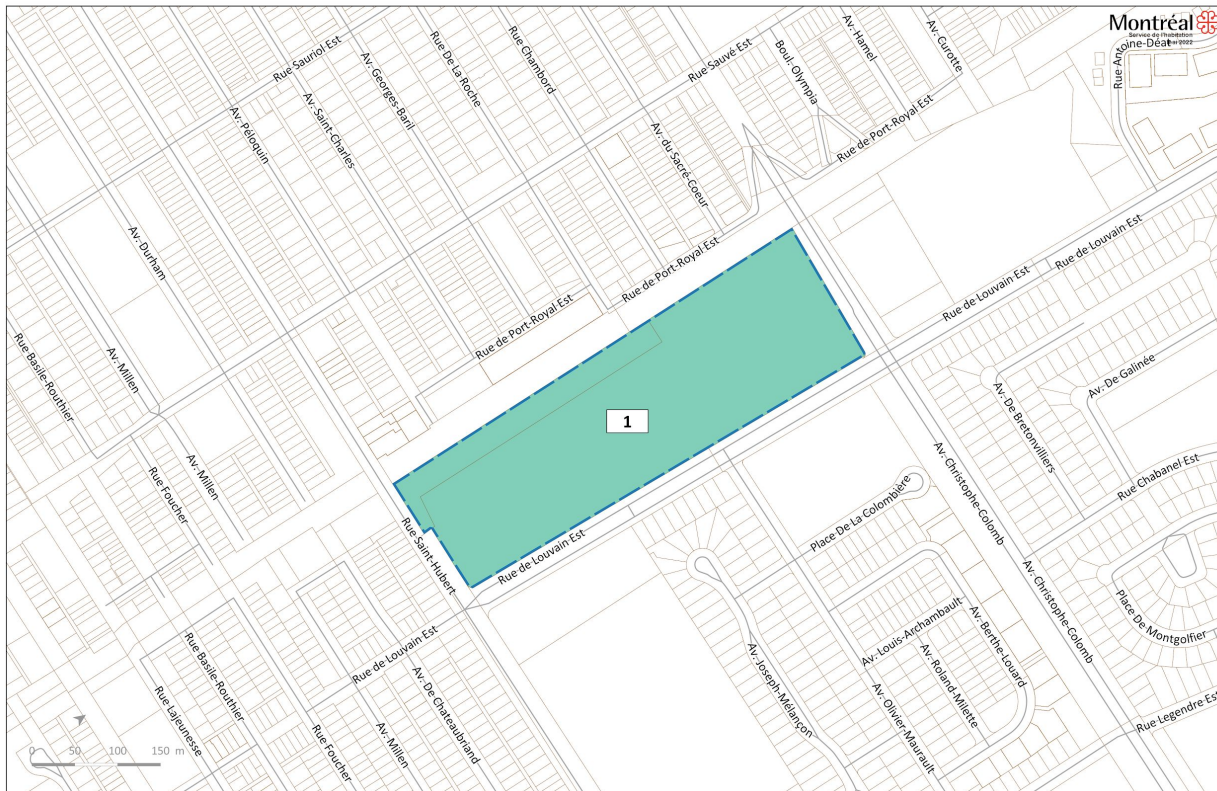 Montréal
Service de l'habitation
Mai 2022
Rue Antoine-Déat
Av. Curotte
Av. Hamel
Boul. Olympia
Rue Sauvé Est
Rue Chambord
Rue De La Roche
Av. Georges-Baril
Rue Sauriol Est
Av. Saint-Charles
Av. Péloquin
Av. Durham
Av. du Sacré-Coeur
Rue de Port-Royal Est
Rue de Port-Royal Est
Rue de Port-Royal Est
Rue de Louvain Est
Rue de Louvain Est
Rue Basile-Routhier
Av. Millen
Av. Millen
Rue Foucher
1
Av. De Galinée
Av. De Bretonvilliers
Rue Chabanel Est
Av. Christophe-Colomb
Place De La Colombière
Rue Saint-Hubert
Rue de Louvain Est
Av. Christophe-Colomb
Place De Montgolfier
Av. Louis-Archambault
Av. Berthe-Louard
Av. Roland-Milette
Rue de Louvain Est
Rue Basile-Routhier
Av. De Chateaubriand
Av. Joseph-Mélançon
Av. Olivier-Maurault
Rue Legendre Est
Rue Lajeunesse
Rue Foucher
Av. Millen
0 50 100 150 m